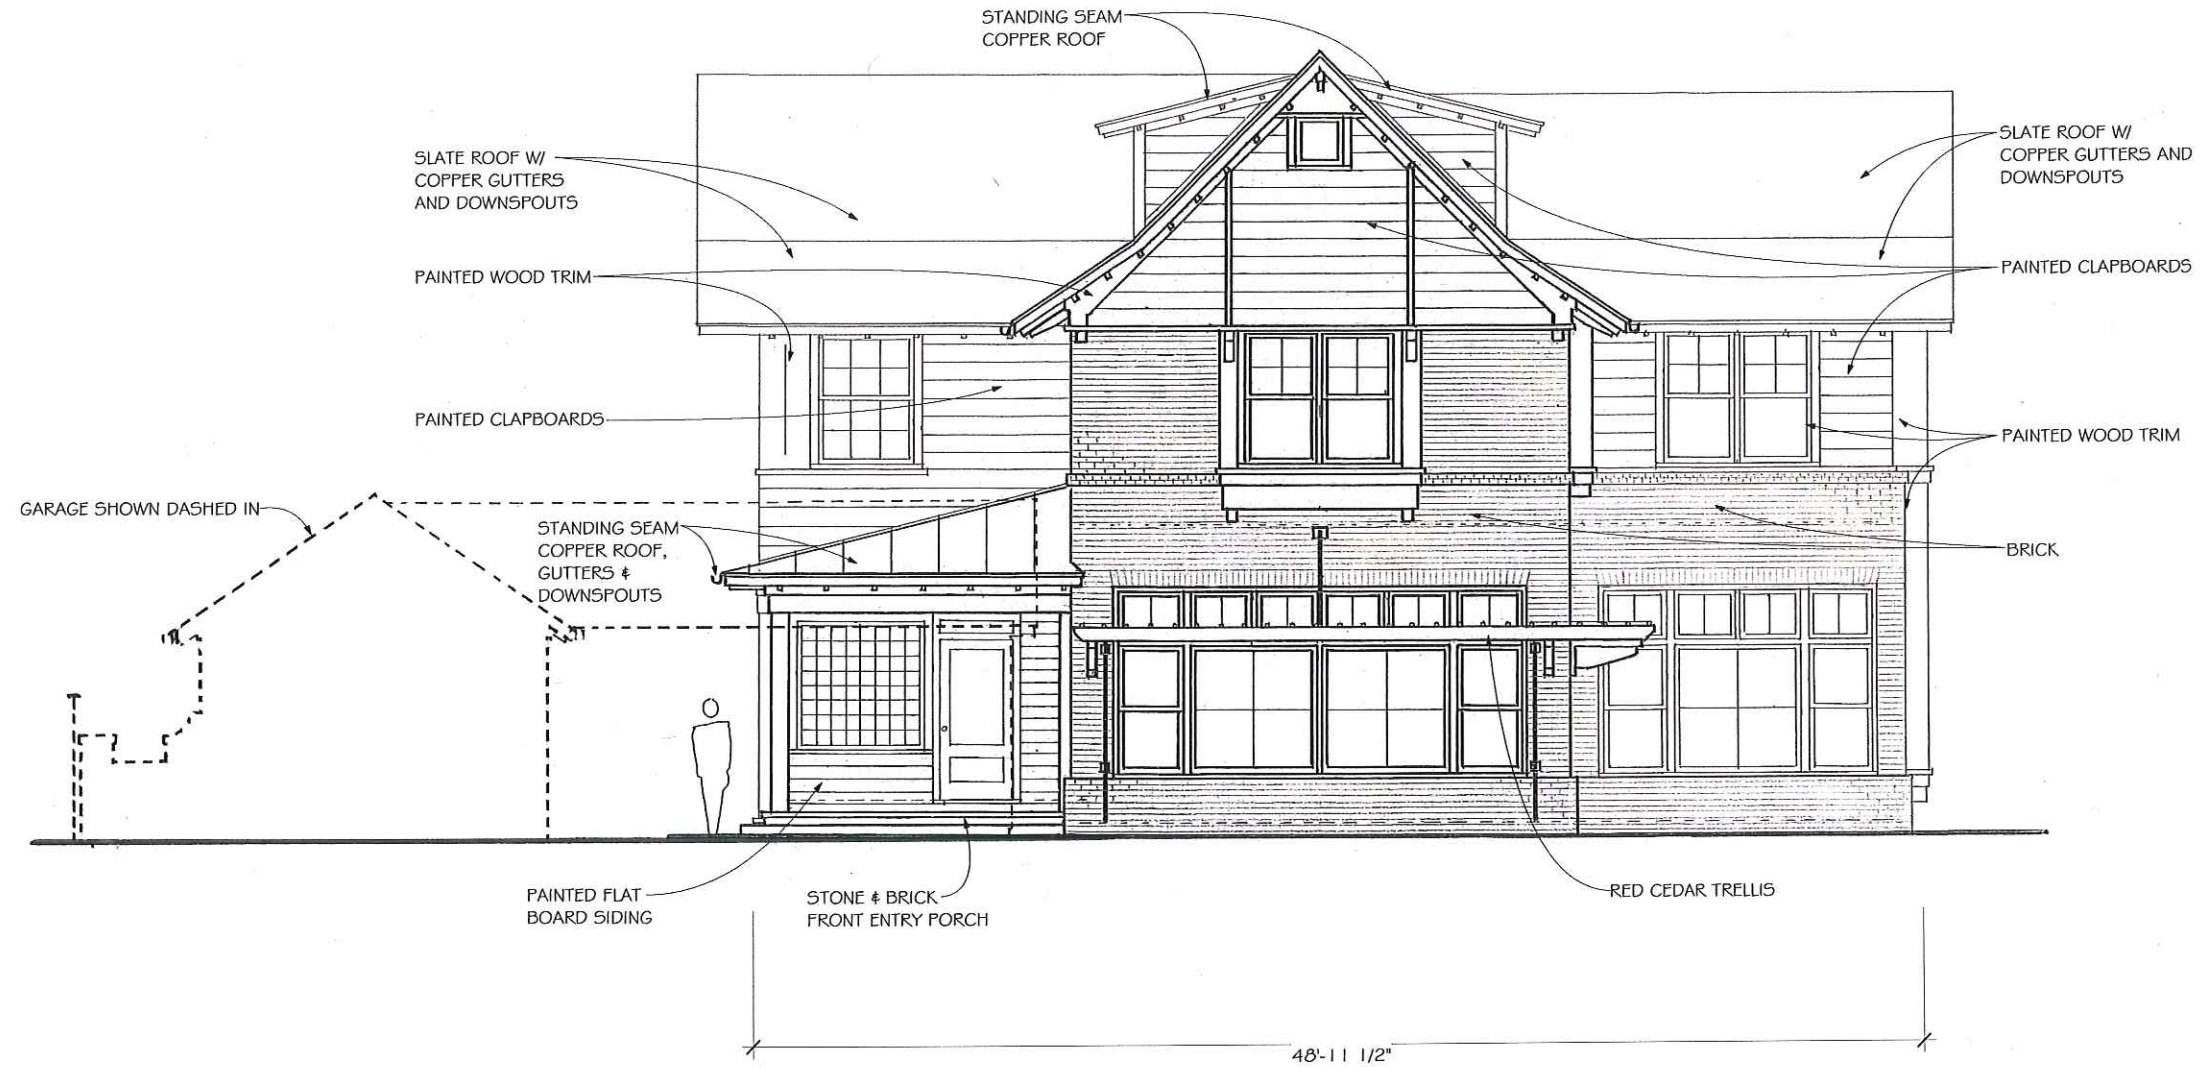 STANDING SEAM
COPPER ROOF
SLATE ROOF W/
COPPER GUTTERS
AND DOWNSPOUTS
SLATE ROOF W/
COPPER GUTTERS AND
DOWNSPOUTS
PAINTED WOOD TRIM
PAINTED CLAPBOARDS
PAINTED CLAPBOARDS
PAINTED WOOD TRIM
GARAGE SHOWN DASHED IN
STANDING SEAM
COPPER ROOF,
GUTTERS &
DOWNSPOUTS
BRICK
PAINTED FLAT
BOARD SIDING
STONE & BRICK
FRONT ENTRY PORCH
RED CEDAR TRELLIS
48'-11 1/2"